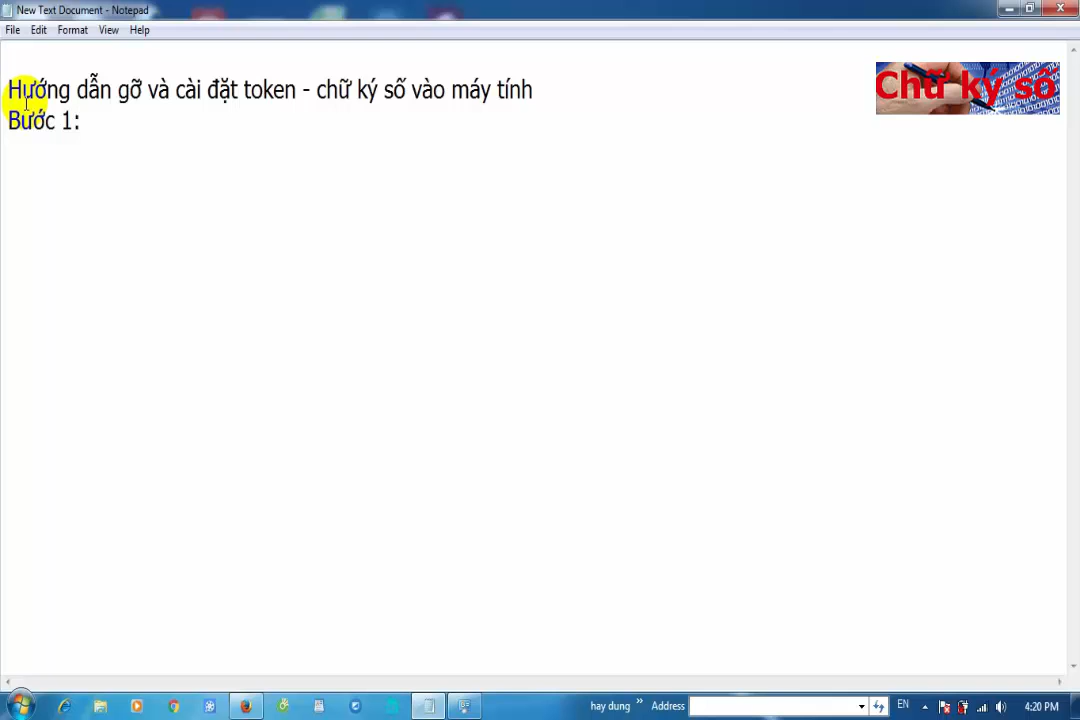 New Text Document - Notepad
File Edit Format View Help
Hướng dẫn gỡ và cài đặt token - chữ ký số vào máy tính
Bước 1:
Chữ ký số
hay dung » Address EN 4:20 PM